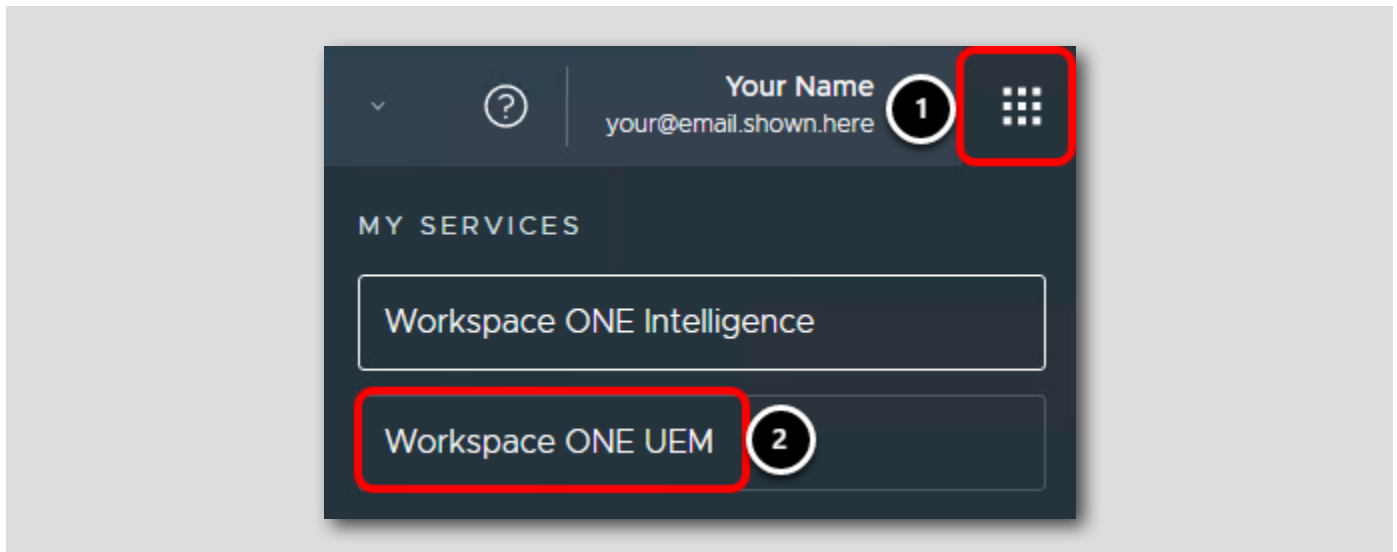 Your Name
your@email.shown.here
1
MY SERVICES
Workspace ONE Intelligence
Workspace ONE UEM
2